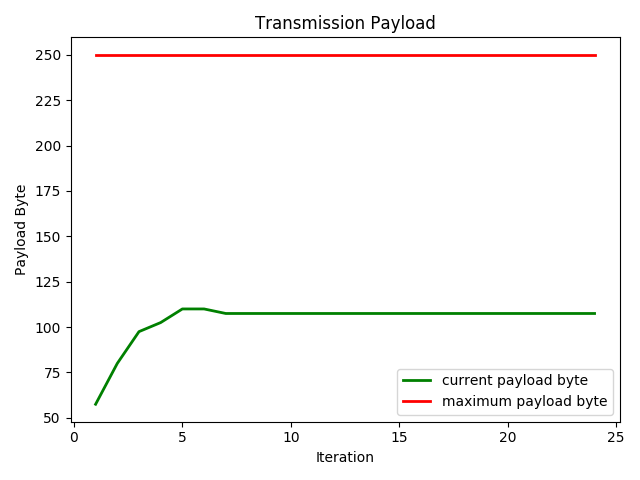 Transmission Payload
250
225
200
175
150
125
100
75
50
Payload Byte
current payload byte
maximum payload byte
0 5 10 15 20 25
Iteration